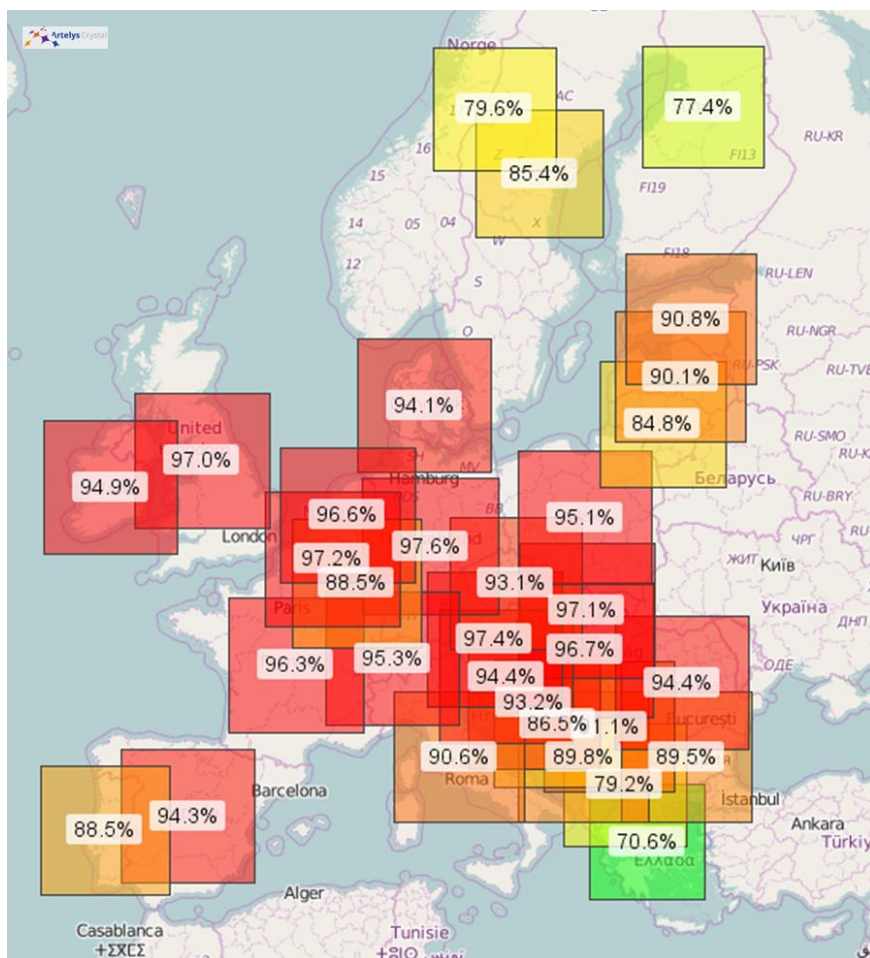 Artelys Crystal
Norge
AC
79.6%
77.4%
RU-KR
16
Z
FI13
15
85.4%
FI19
14
05
04
X
W
FI18
12
RU-LEN
S
90.8%
RU-NGR
O
RU-PSK
RU-TVE
90.1%
94.1%
84.8%
United
RU-SMO
97.0%
SH
MV
RU-K
Hamburg
Беларусь
94.9%
RU-BRY
96.6%
BB
95.1%
London
97.6%
ЧРГ
97.2%
ЖИТ
Київ
88.5%
93.1%
Paris
97.1%
Україна
ДНП
97.4%
96.7%
96.3%
95.3%
ОДЕ
94.4%
94.4%
93.2%
86.5%
1.1%
București
90.6%
89.8%
89.5%
Roma
79.2%
Barcelona
İstanbul
94.3%
88.5%
Ankara
70.6%
Türkiy
Ελλάδα
Alger
Casablanca
Tunisie